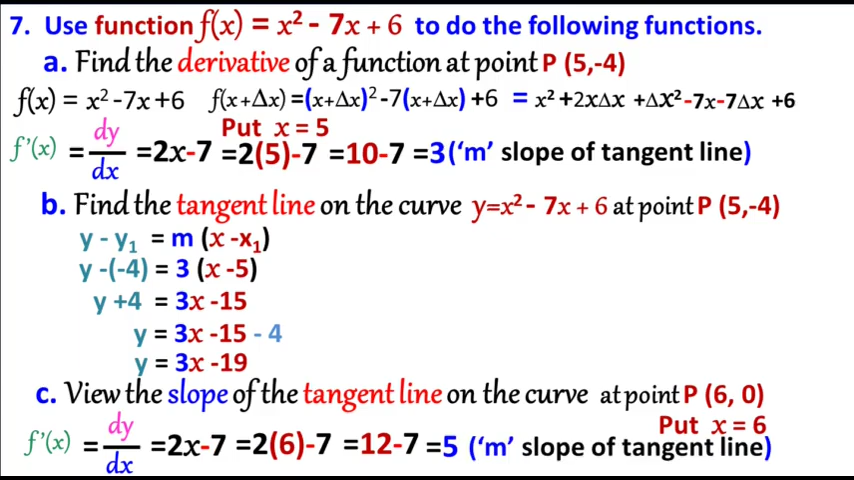 7. Use function f(x) = x² - 7x + 6 to do the following functions.
a. Find the derivative of a function at point P (5,-4)
f(x) = x² -7x +6 f(x +Δx) =(x+Δx)² -7(x+Δx) +6 = x² +2xΔx +Δx² -7x -7Δx +6
Put x = 5
f'(x) = dy/dx =2x-7 =2(5)-7 =10-7 =3 ('m' slope of tangent line)
b. Find the tangent line on the curve y=x² - 7x + 6 at point P (5,-4)
y - y₁ = m (x -x₁)
y -(-4) = 3 (x -5)
y +4 = 3x -15
y = 3x -15 - 4
y = 3x -19
c. View the slope of the tangent line on the curve at point P (6, 0)
Put x = 6
f'(x) = dy/dx =2x-7 =2(6)-7 =12-7 =5 ('m' slope of tangent line)